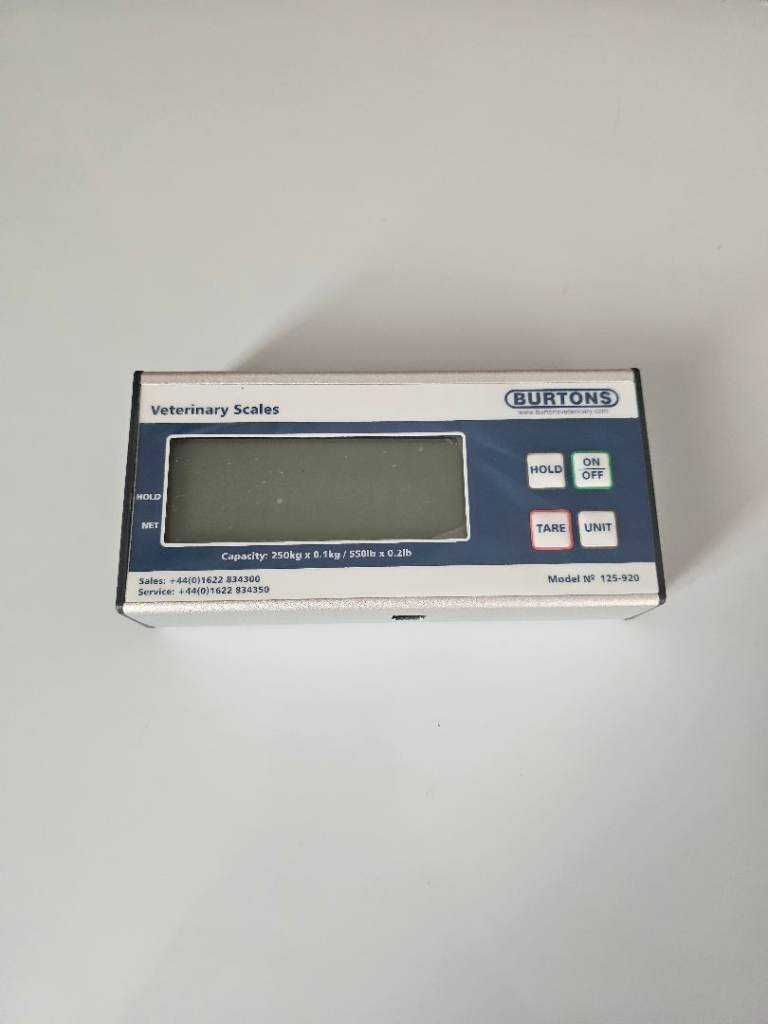 Veterinary Scales
BURTONS
www.burtonsveterinary.com
HOLD
ON
OFF
HOLD
NET
TARE
UNIT
Capacity: 250kg x 0.1kg / 550lb x 0.2lb
Sales: +44(0)1622 834300
Service: +44(0)1622 834350
Model Nº 125-920